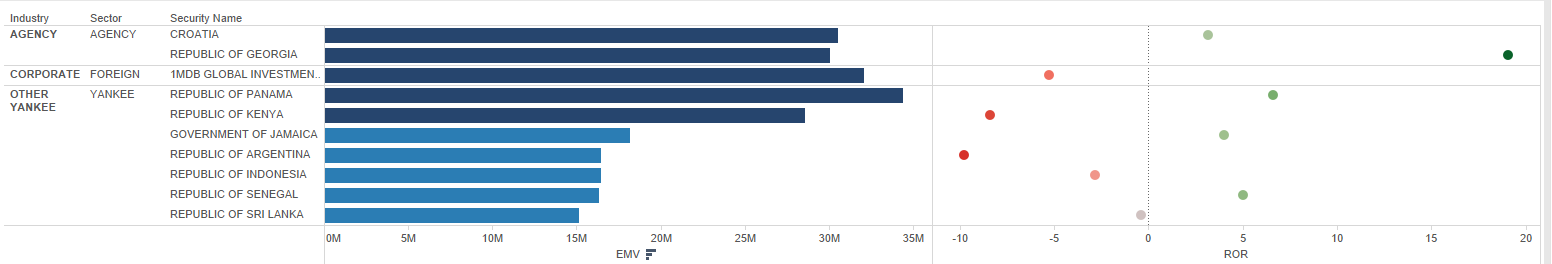 Industry Sector Security Name
AGENCY AGENCY CROATIA
REPUBLIC OF GEORGIA
CORPORATE FOREIGN 1MDB GLOBAL INVESTMEN..
OTHER YANKEE REPUBLIC OF PANAMA
YANKEE REPUBLIC OF KENYA
GOVERNMENT OF JAMAICA
REPUBLIC OF ARGENTINA
REPUBLIC OF INDONESIA
REPUBLIC OF SENEGAL
REPUBLIC OF SRI LANKA
0M 5M 10M 15M 20M 25M 30M 35M -10 -5 0 5 10 15 20
EMV ROR